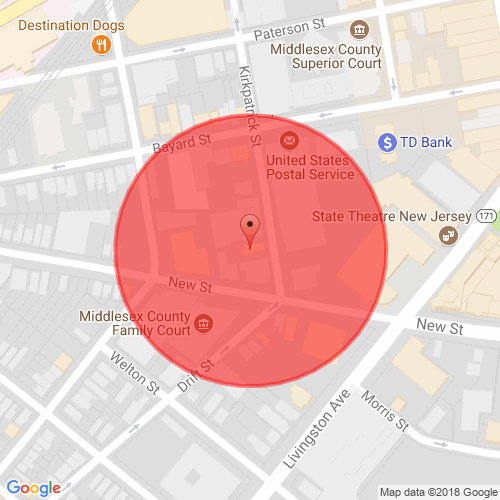 Destination Dogs
Paterson St
Middlesex County
Superior Court
Kirkpatrick St
Bayard St
United States
Postal Service
TD Bank
State Theatre New Jersey
171
New St
New St
Middlesex County
Family Court
Welton St
Drift St
Livingston Ave
Morris St
Google
Map data ©2018 Google